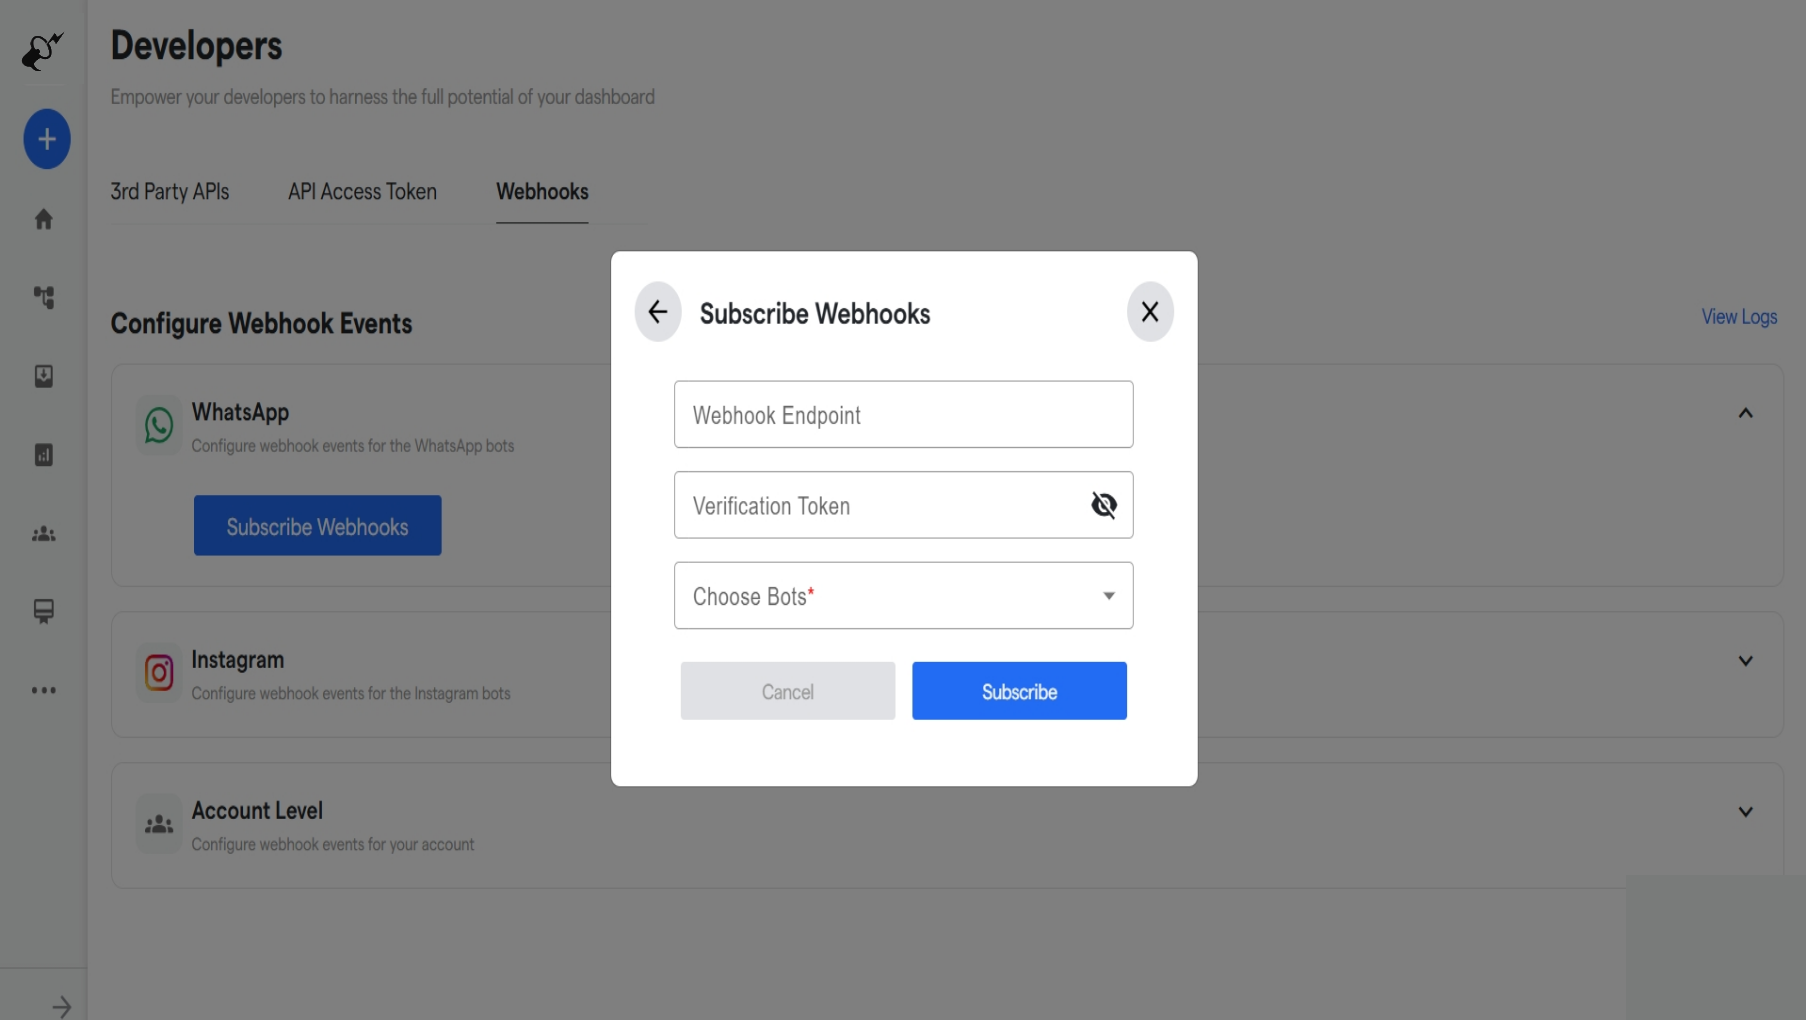 Developers
Empower your developers to harness the full potential of your dashboard
3rd Party APIs
API Access Token
Webhooks
Subscribe Webhooks
Configure Webhook Events
View Logs
Webhook Endpoint
WhatsApp
Configure webhook events for the WhatsApp bots
Verification Token
Subscribe Webhooks
Choose Bots*
Instagram
Configure webhook events for the Instagram bots
Cancel
Subscribe
Account Level
Configure webhook events for your account